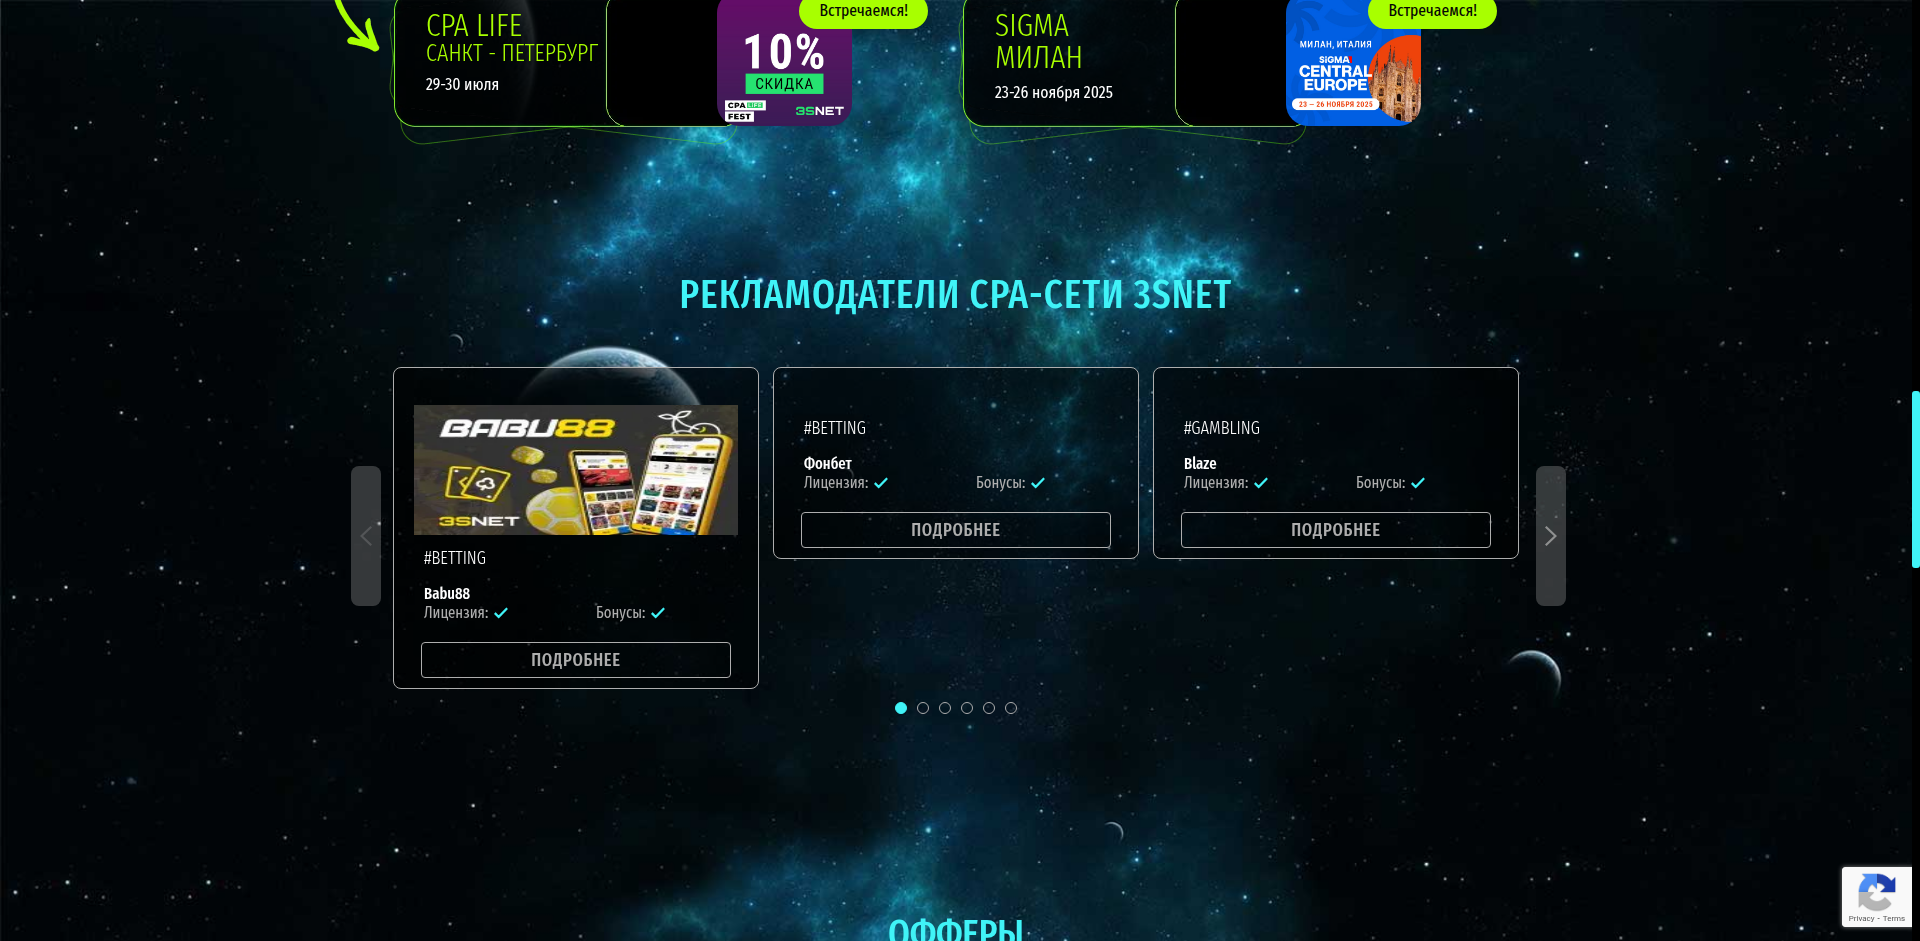 CPA LIFE
САНКТ - ПЕТЕРБУРГ
29-30 июля
Встречаемся!
10%
СКИДКА
CPA LIFE
FEST
3SNET
SIGMA
МИЛАН
23-26 ноября 2025
Встречаемся!
МИЛАН, ИТАЛИЯ
SiGMA
CENTRAL
EUROPE
23 – 26 НОЯБРЯ 2025
РЕКЛАМОДАТЕЛИ CPA-СЕТИ 3SNET
BABU88
3SNET
#BETTING
Babu88
Лицензия:
Бонусы:
ПОДРОБНЕЕ
#BETTING
Фонбет
Лицензия:
Бонусы:
ПОДРОБНЕЕ
#GAMBLING
Blaze
Лицензия:
Бонусы:
ПОДРОБНЕЕ
ОФФЕРЫ
Privacy - Terms